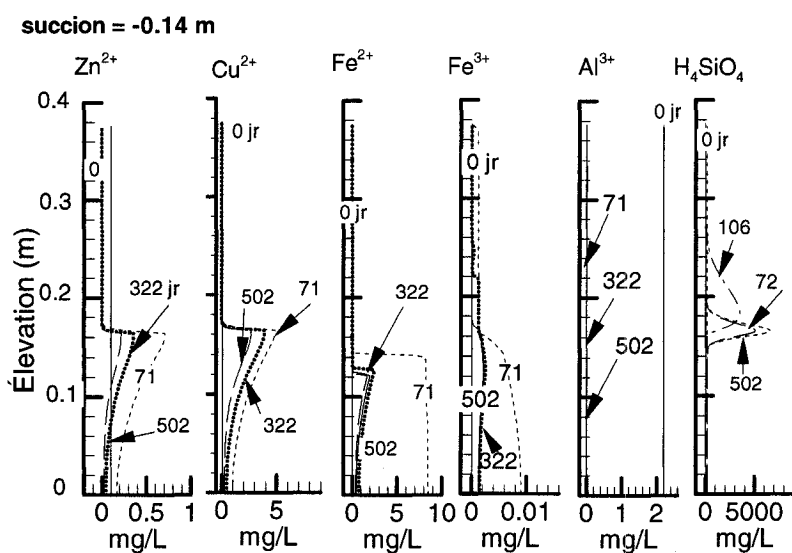 succion = -0.14 m
Zn2+ Cu2+ Fe2+ Fe3+ Al3+ H4SiO4
0.4
0 jr
0 jr
0
0 jr
0 jr
0.3
71
0 jr
106
0.2
322 jr
502
71
322
322
72
Élevation (m)
0.1
71
71
71
502
502
502
322
502
322
502
0
0 0.5 1
0 5
0 5 10
0 0.01
0 1 2
0 5000
mg/L mg/L mg/L mg/L mg/L mg/L